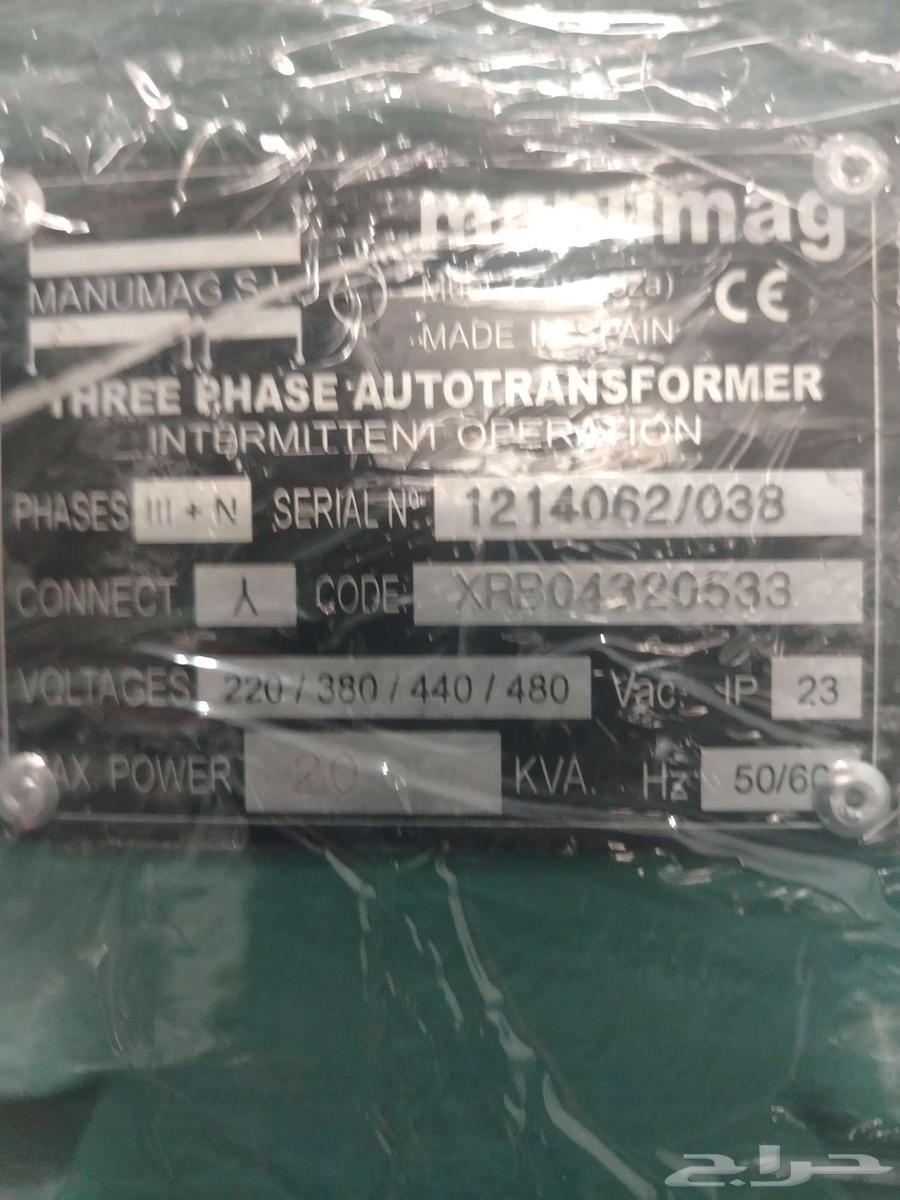 manumag
MANUMAG S.L.
MADE IN SPAIN
CE
THREE PHASE AUTOTRANSFORMER
INTERMITTENT OPERATION
PHASES III + N SERIAL Nº 1214062/038
CONNECT. CODE: XRB04320533
VOLTAGES 220 / 380 / 440 / 480 Vac. IP 23
MAX. POWER 20 KVA. Hz 50/60
حراج